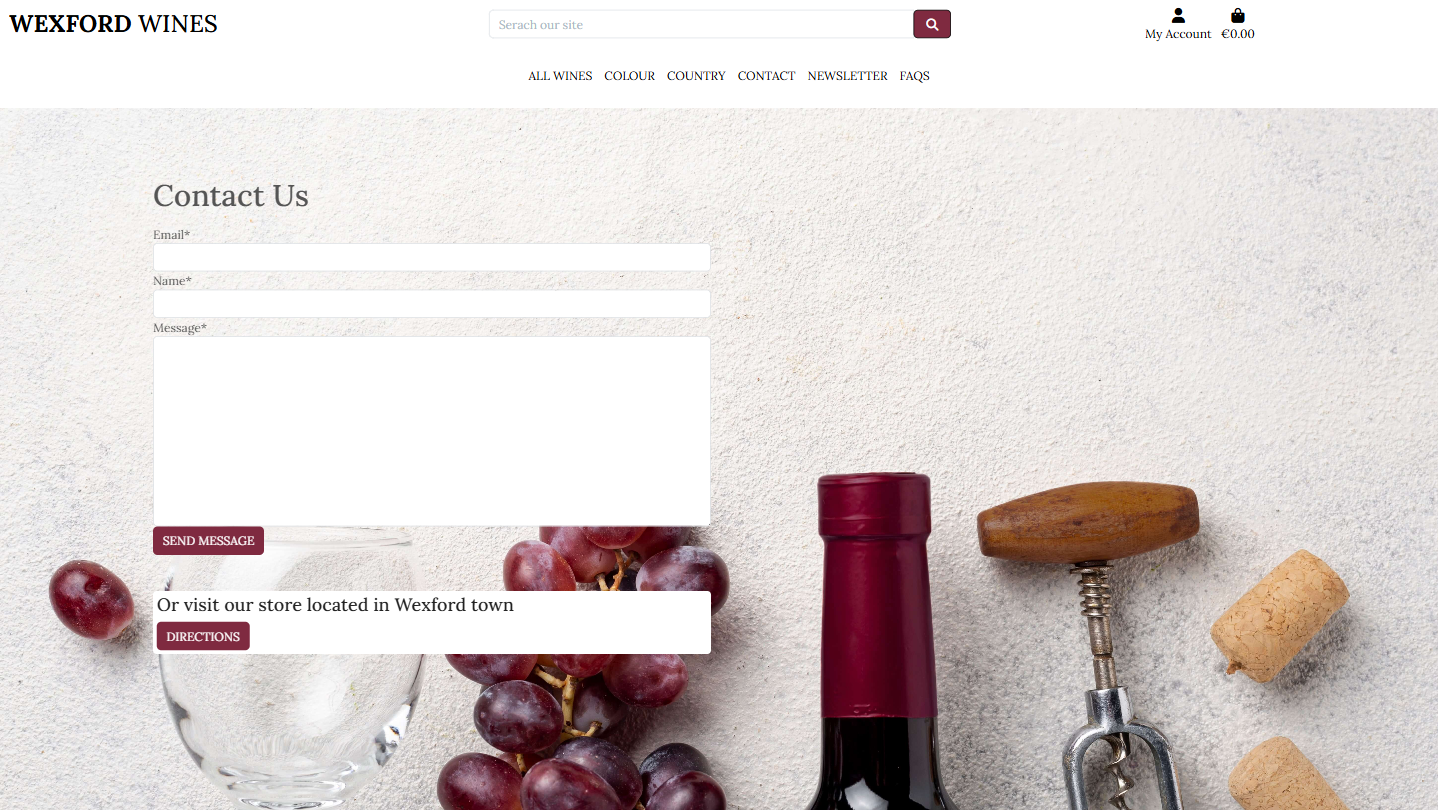 WEXFORD WINES
Serach our site
My Account €0.00
ALL WINES COLOUR COUNTRY CONTACT NEWSLETTER FAQS
Contact Us
Email*
Name*
Message*
SEND MESSAGE
Or visit our store located in Wexford town
DIRECTIONS